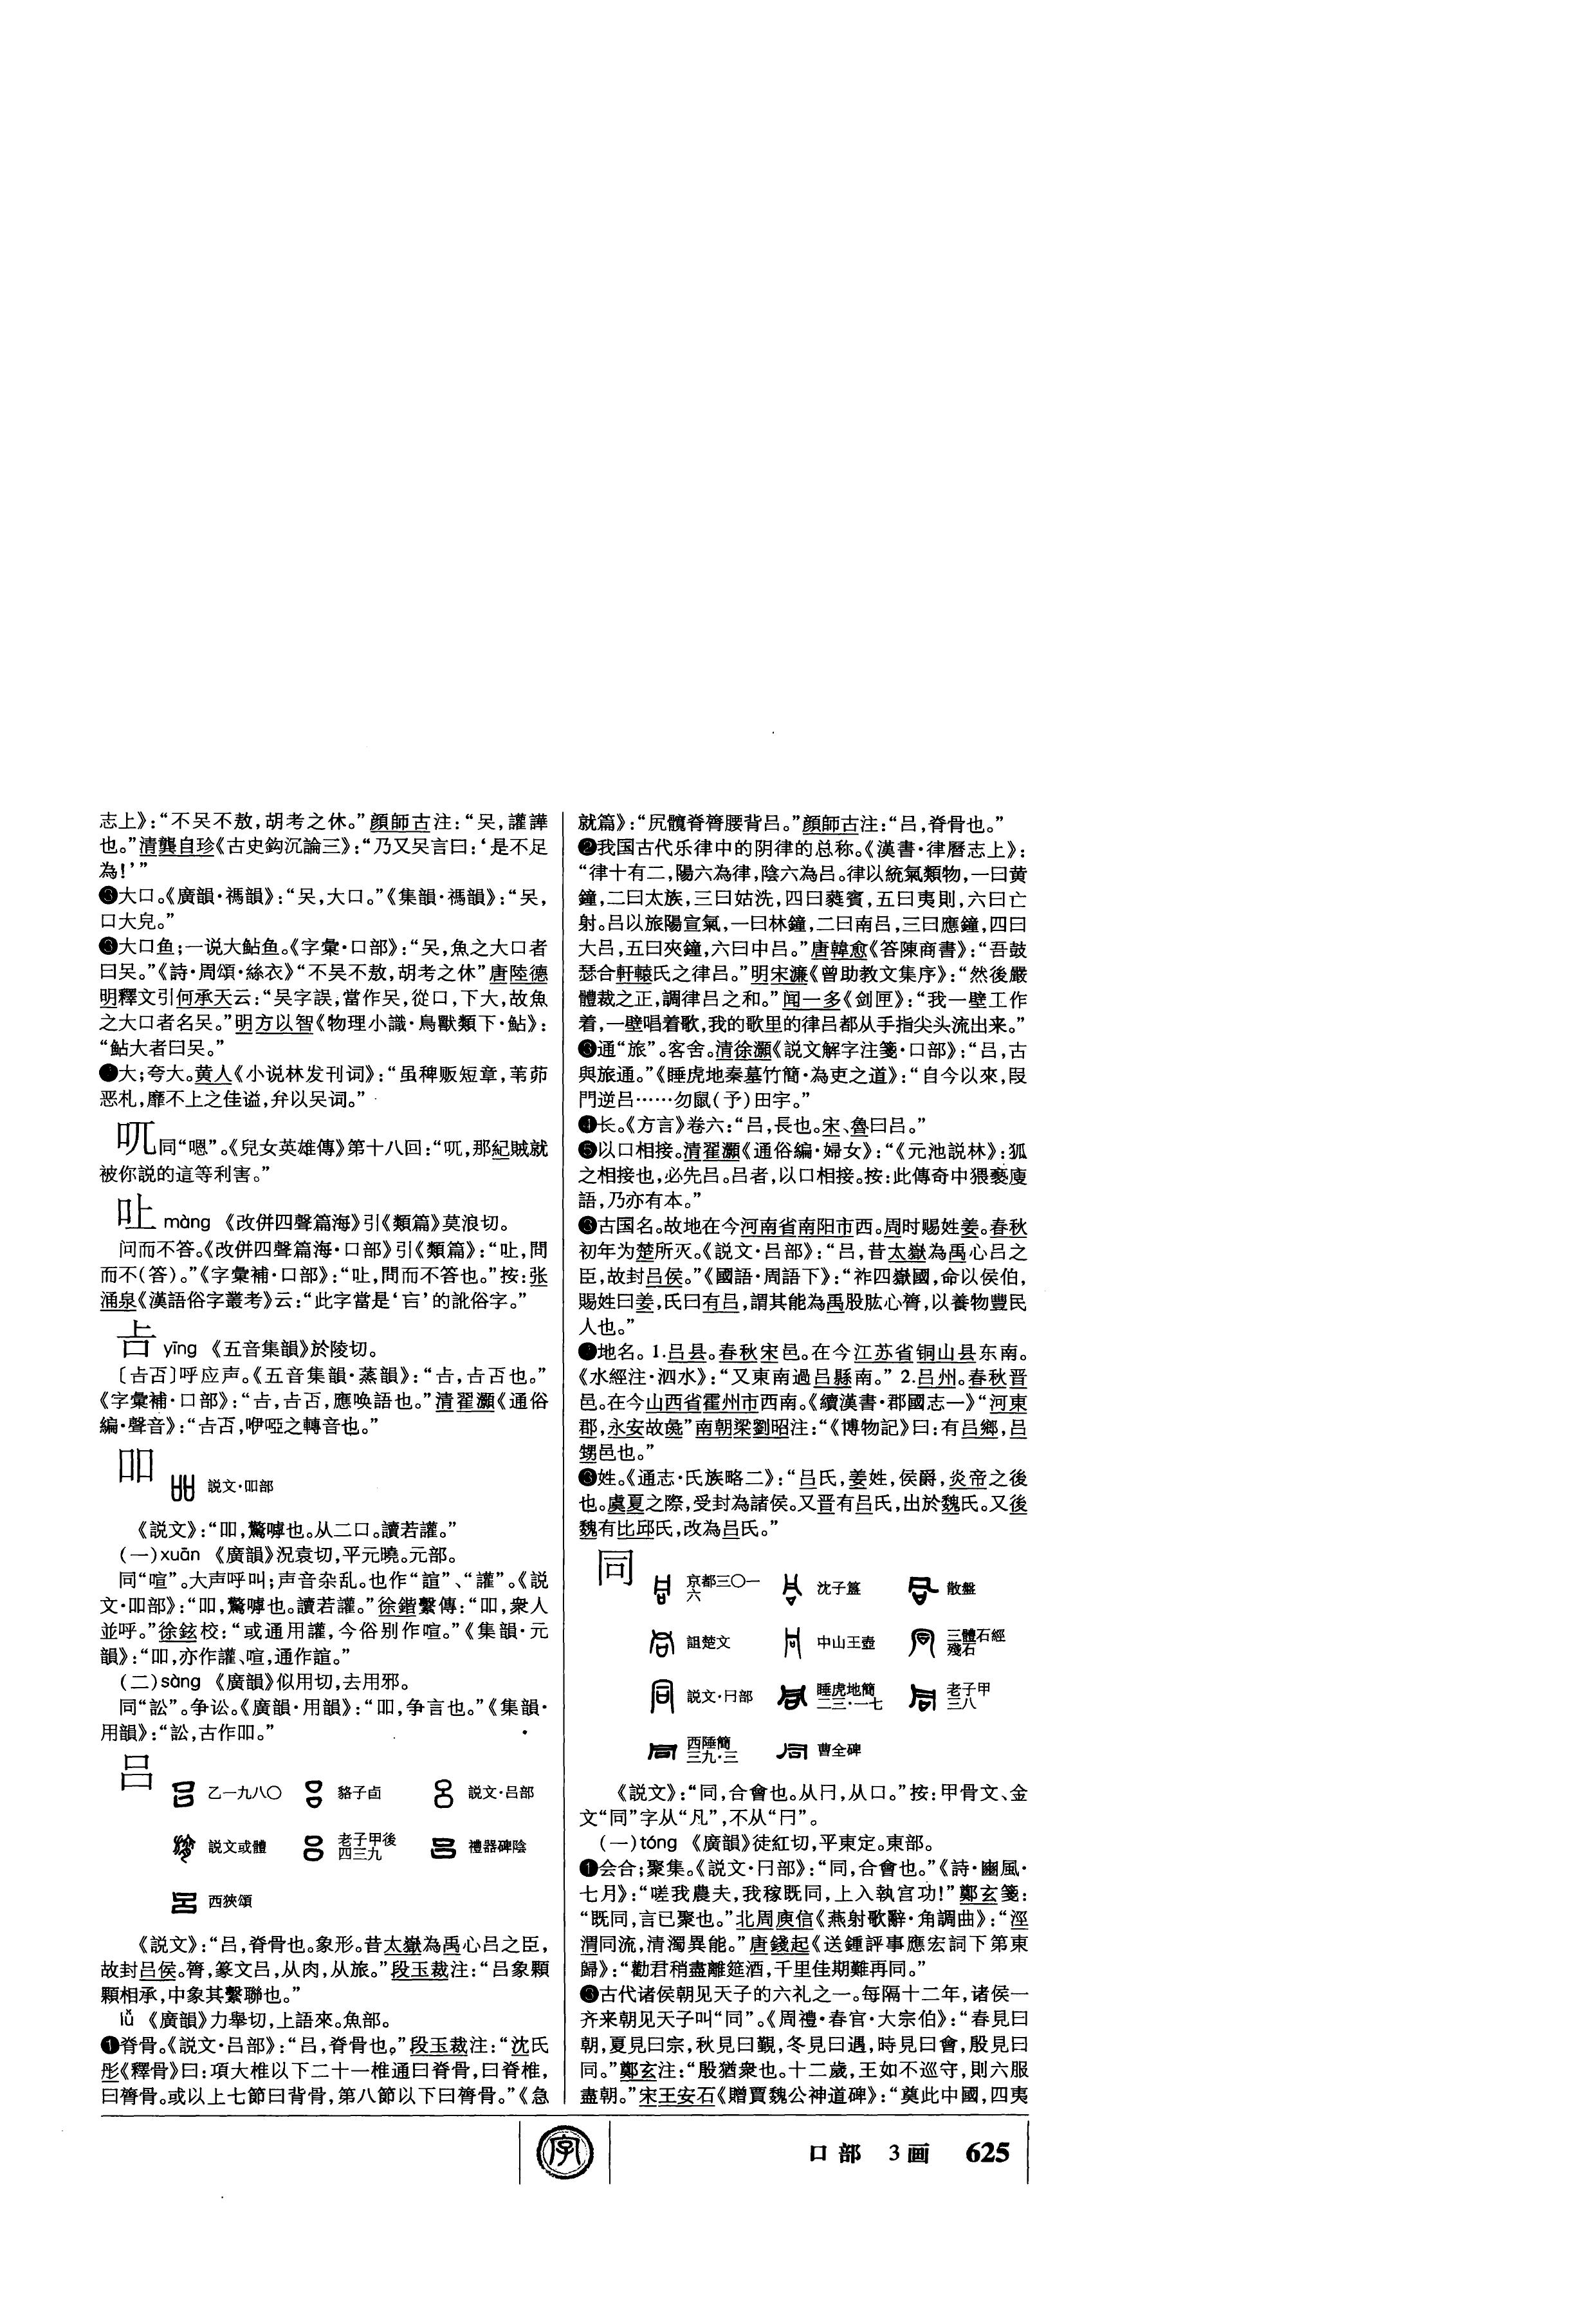 志上》：“不吴不敖，胡考之休。”顔師古注：“吴，讙譁
也。”清龔自珍《古史鈎沉論三》：“乃又吴言曰：‘是不足
為！’”
大口。《廣韻·禡韻》：“吴，大口。”《集韻·禡韻》：“吴，
口大皃。”
大口鱼；一说大鲇鱼。《字彙·口部》：“吴，魚之大口者
曰吴。”《詩·周頌·絲衣》“不吴不敖，胡考之休”唐陸德
明釋文引何承天云：“吴字誤，當作吴，從口，下大，故魚
之大口者名吴。”明方以智《物理小識·鳥獸類下·鮎》：
“鮎大者曰吴。”
大；夸大。黄人《小说林发刊词》：“虽稗贩短章，苇茆
恶札，靡不上之佳谥，弁以吴词。”
呒同“嗯”。《兒女英雄傳》第十八回：“呒，那紀賊就
被你説的這等利害。”
吐 màng 《改併四聲篇海》引《類篇》莫浪切。
问而不答。《改併四聲篇海·口部》引《類篇》：“吐，問
而不(答)。”《字彙補·口部》：“吐，問而不答也。”按：张
涌泉《漢語俗字叢考》云：“此字當是‘㕯’的訛俗字。”
𠮷 yīng 《五音集韻》於陵切。
呼应声。《五音集韻·蒸韻》：
《字彙補·口部》：應唤語也。”清翟灝《通俗
編·聲音》：咿啞之轉音也。”
吅
説文·吅部
《説文》：“吅，驚嘑也。从二口。讀若讙。”
(一)xuān 《廣韻》况袁切，平元曉。元部。
同“喧”。大声呼叫；声音杂乱。也作“諠”、“讙”。《説
文·吅部》：“吅，驚嘑也。讀若讙。”徐鍇繫傳：“吅，衆人
並呼。”徐鉉校：“或通用讙，今俗别作喧。”《集韻·元
韻》：“吅，亦作讙、喧，通作諠。”
(二)sòng 《廣韻》似用切，去用邪。
同“訟”。争讼。《廣韻·用韻》：“吅，争言也。”《集韻·
用韻》：“訟，古作吅。”
吕
乙一九八〇 貉子卣 説文·吕部
説文或體 老子甲後四三九 禮器碑陰
西狹頌
《説文》：“吕，脊骨也。象形。昔太嶽為禹心吕之臣，
故封吕侯。膂，篆文吕，从肉，从旅。”段玉裁注：“吕象顆
顆相承，中象其繫聯也。”
lǚ 《廣韻》力舉切，上語來。魚部。
❶脊骨。《説文·吕部》：“吕，脊骨也。”段玉裁注：“沈氏
彤《釋骨》曰：項大椎以下二十一椎通曰脊骨，曰脊椎，
曰膂骨。或以上七節曰背骨，第八節以下曰膂骨。”《急
就篇》：“尻髖脊膂腰背吕。”顔師古注：“吕，脊骨也。”
❷我国古代乐律中的阴律的总称。《漢書·律曆志上》：
“律十有二，陽六為律，陰六為吕。律以統氣類物，一曰黄
鐘，二曰太族，三曰姑洗，四曰蕤賓，五曰夷則，六曰亡
射。吕以旅陽宣氣，一曰林鐘，二曰南吕，三曰應鐘，四曰
大吕，五曰夾鐘，六曰中吕。”唐韓愈《答陳商書》：“吾鼓
瑟合軒轅氏之律吕。”明宋濂《曾助教文集序》：“然後嚴
體裁之正，調律吕之和。”闻一多《剑匣》：“我一壁工作
着，一壁唱着歌，我的歌里的律吕都从手指尖头流出来。”
❸通“旅”。客舍。清徐灝《説文解字注箋·口部》：“吕，古
與旅通。”《睡虎地秦墓竹簡·為吏之道》：“自今以來，叚
門逆吕……勿鼠(予)田宇。”
❹长。《方言》卷六：“吕，長也。宋、魯曰吕。”
❺以口相接。清翟灝《通俗編·婦女》：“《元池説林》：狐
之相接也，必先吕。吕者，以口相接。按：此傳奇中猥褻廋
語，乃亦有本。”
古国名。故地在今河南省南阳市西。周时赐姓姜。春秋
初年为楚所灭。《説文·吕部》：“吕，昔太嶽為禹心吕之
臣，故封吕侯。”《國語·周語下》：“祚四嶽國，命以侯伯，
賜姓曰姜，氏曰有吕，謂其能為禹股肱心膂，以養物豐民
人也。”
地名。1.吕县。春秋宋邑。在今江苏省铜山县东南。
《水經注·泗水》：“又東南過吕縣南。”2.吕州。春秋晋
邑。在今山西省霍州市西南。《續漢書·郡國志一》“河東
郡，永安故彘”南朝梁劉昭注：“《博物記》曰：有吕鄉，吕
甥邑也。”
姓。《通志·氏族略二》：“吕氏，姜姓，侯爵，炎帝之後
也。虞夏之際，受封為諸侯。又晋有吕氏，出於魏氏。又後
魏有比邱氏，改為吕氏。”
同
京都三〇一六 沈子簋 散盤
詛楚文 中山王壺 三體石經殘石
説文·冃部 睡虎地簡二三·一七 老子甲三八
西陲簡三九·三 曹全碑
《説文》：“同，合會也。从冃，从口。”按：甲骨文、金
文“同”字从“凡”，不从“冃”。
(一)tóng 《廣韻》徒紅切，平東定。東部。
❶会合；聚集。《説文·冃部》：“同，合會也。”《詩·豳風·
七月》：“嗟我農夫，我稼既同，上入執宫功！”鄭玄箋：
“既同，言已聚也。”北周庾信《燕射歌辭·角調曲》：“涇
渭同流，清濁異能。”唐錢起《送鍾評事應宏詞下第東
歸》：“勸君稍盡離筵酒，千里佳期難再同。”
古代诸侯朝见天子的六礼之一。每隔十二年，诸侯一
齐来朝见天子叫“同”。《周禮·春官·大宗伯》：“春見曰
朝，夏見曰宗，秋見曰覲，冬見曰遇，時見曰會，殷見曰
同。”鄭玄注：“殷猶衆也。十二歲，王如不巡守，則六服
盡朝。”宋王安石《贈賈魏公神道碑》：“奠此中國，四夷
字
口部 3画 625